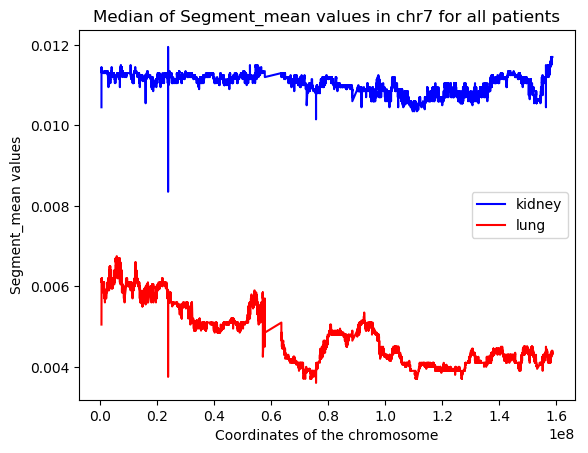 Median of Segment_mean values in chr7 for all patients
Segment_mean values
0.012
0.010
0.008
0.006
0.004
kidney
lung
0.0 0.2 0.4 0.6 0.8 1.0 1.2 1.4 1.6
1e8
Coordinates of the chromosome